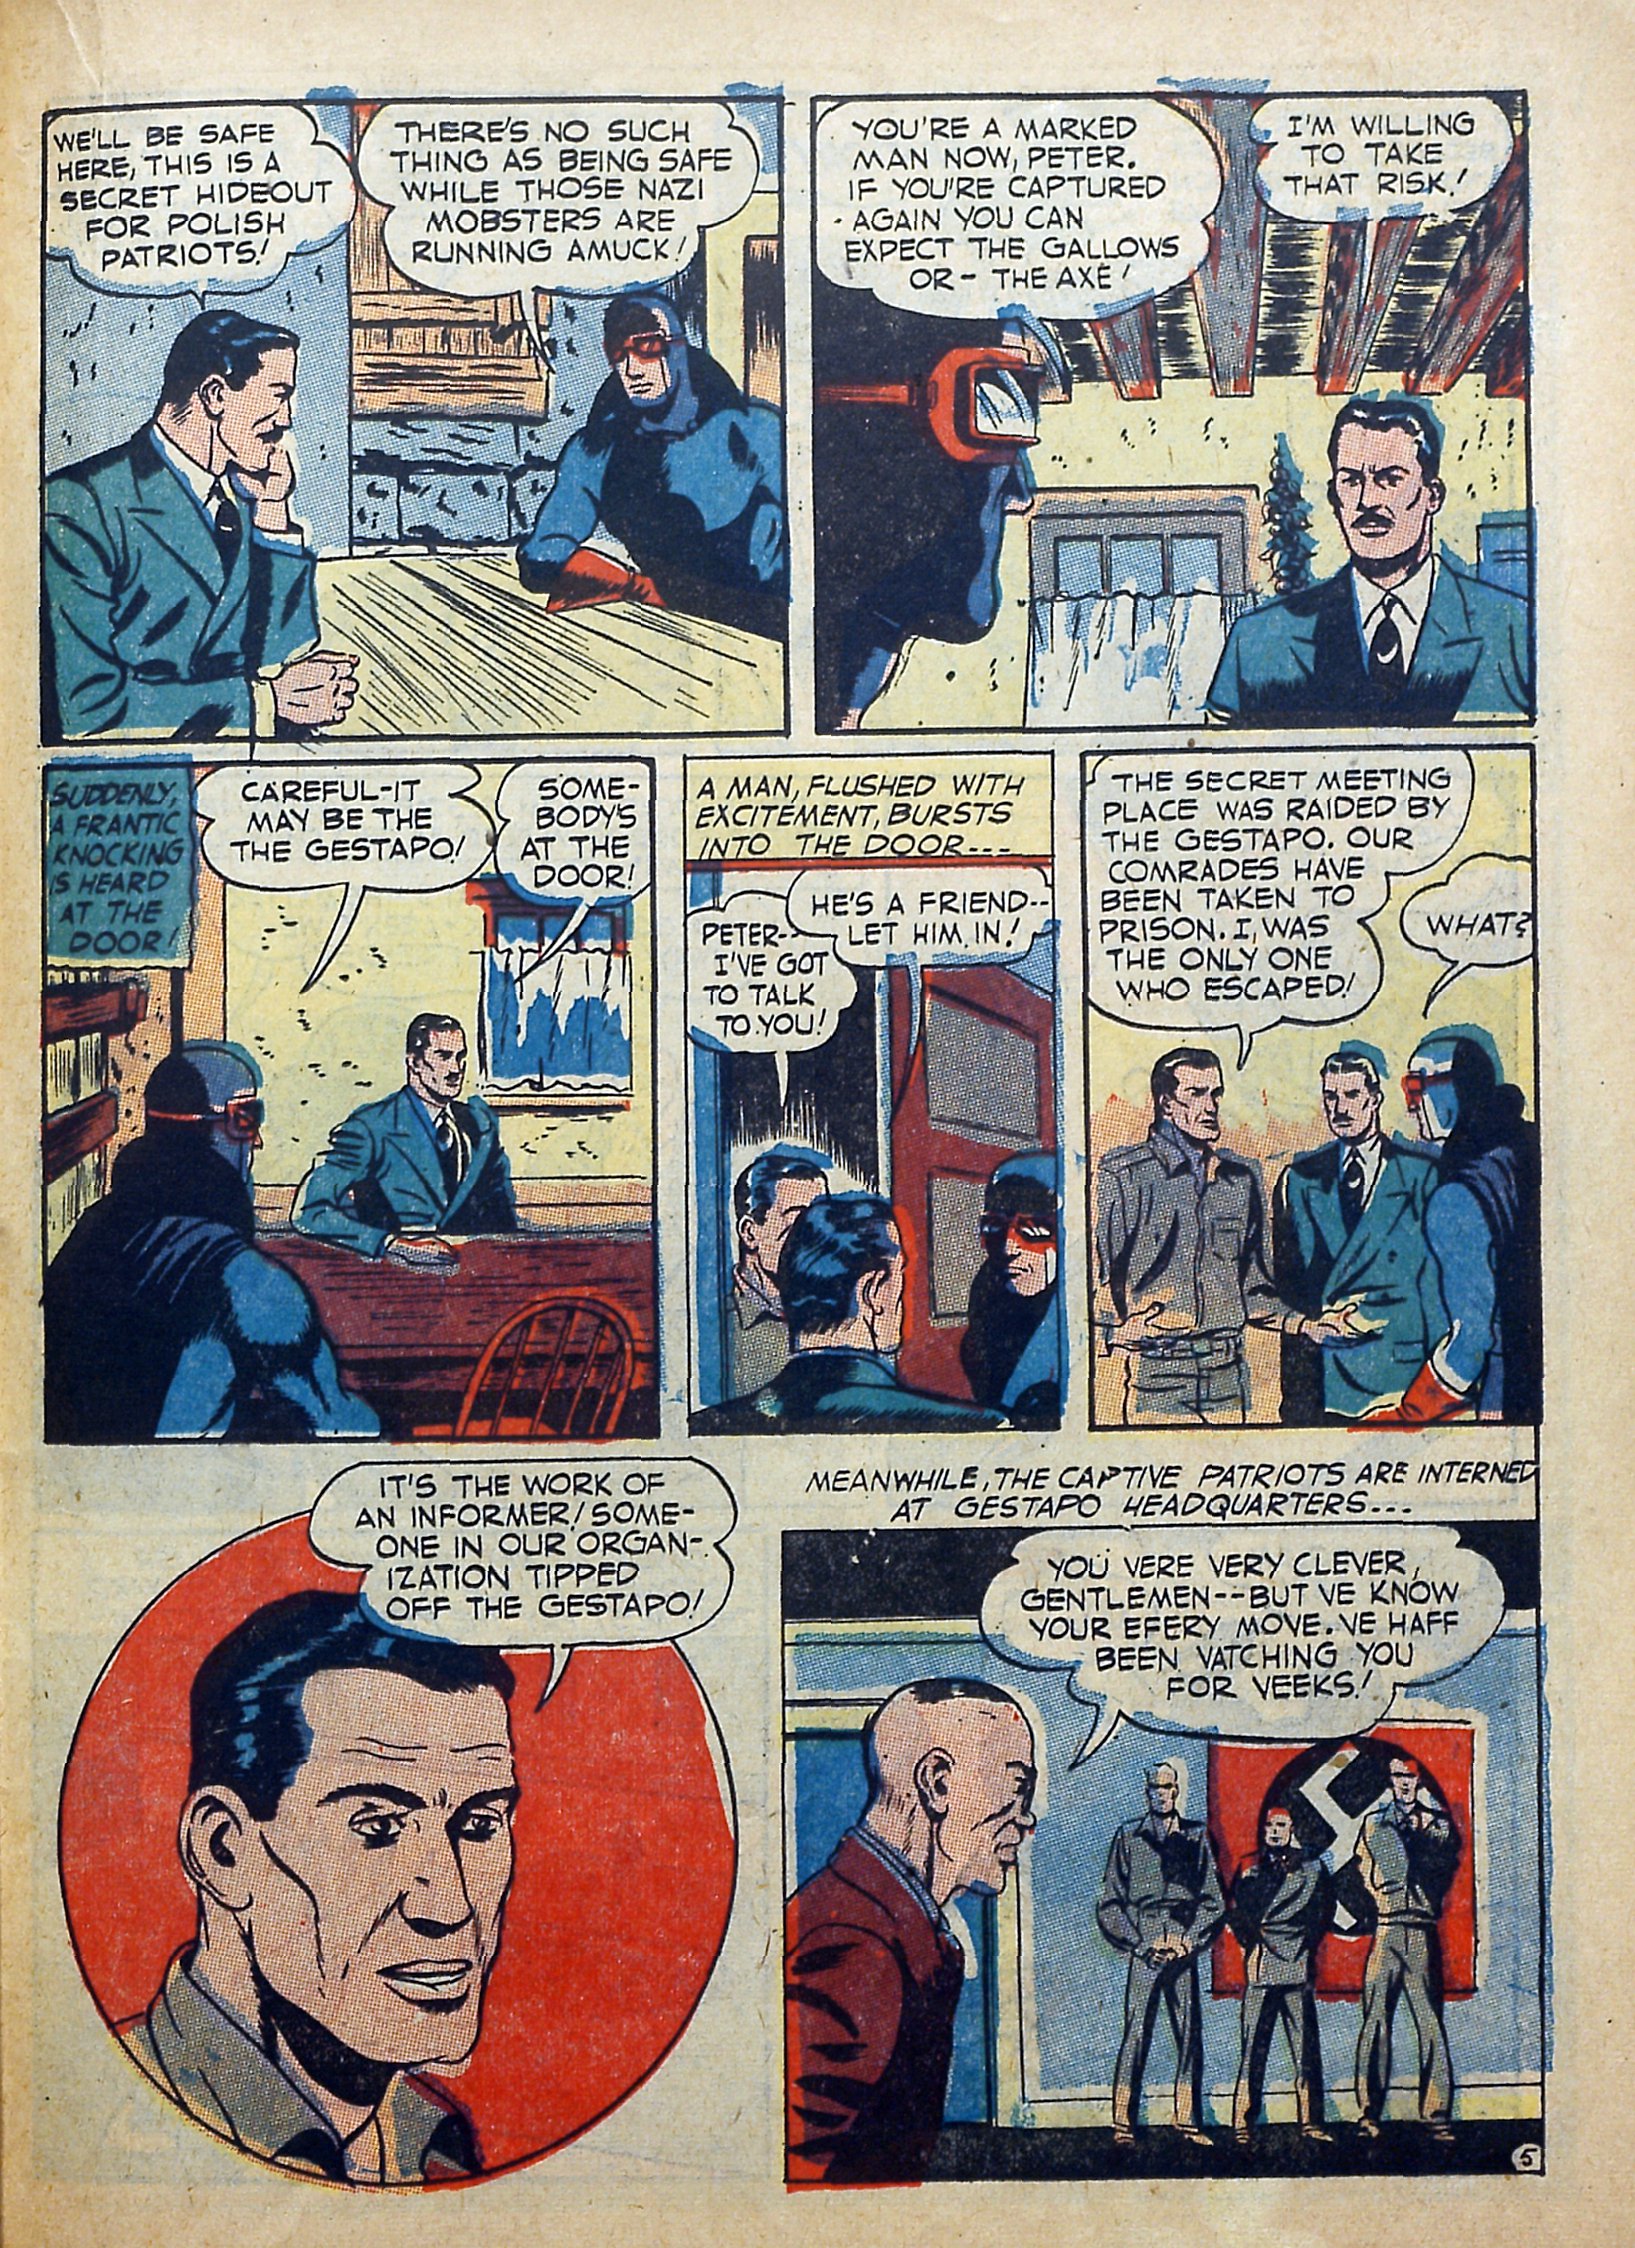 WE'LL BE SAFE
HERE, THIS IS A
SECRET HIDEOUT
FOR POLISH
PATRIOTS!
THERE'S NO SUCH
THING AS BEING SAFE
WHILE THOSE NAZI
MOBSTERS ARE
RUNNING AMUCK!
YOU'RE A MARKED
MAN NOW, PETER.
IF YOU'RE CAPTURED
AGAIN YOU CAN
EXPECT THE GALLOWS
OR - THE AXE!
I'M WILLING
TO TAKE
THAT RISK!
SUDDENLY,
A FRANTIC
KNOCKING
IS HEARD
AT THE
DOOR!
CAREFUL-IT
MAY BE THE
THE GESTAPO!
SOME-
BODY'S
AT THE
DOOR!
A MAN, FLUSHED WITH
EXCITEMENT, BURSTS
INTO THE DOOR---
PETER--
I'VE GOT
TO TALK
TO YOU!
HE'S A FRIEND--
LET HIM IN!
THE SECRET MEETING
PLACE WAS RAIDED BY
THE GESTAPO. OUR
COMRADES HAVE
BEEN TAKEN TO
PRISON. I, WAS
THE ONLY ONE
WHO ESCAPED!
WHAT?
IT'S THE WORK OF
AN INFORMER! SOME-
ONE IN OUR ORGAN-
IZATION TIPPED
OFF THE GESTAPO!
MEANWHILE, THE CAPTIVE PATRIOTS ARE INTERNED
AT GESTAPO HEADQUARTERS---
YOU VERE VERY CLEVER,
GENTLEMEN--BUT VE KNOW
YOUR EFERY MOVE. VE HAFF
BEEN VATCHING YOU
FOR VEEKS!
5